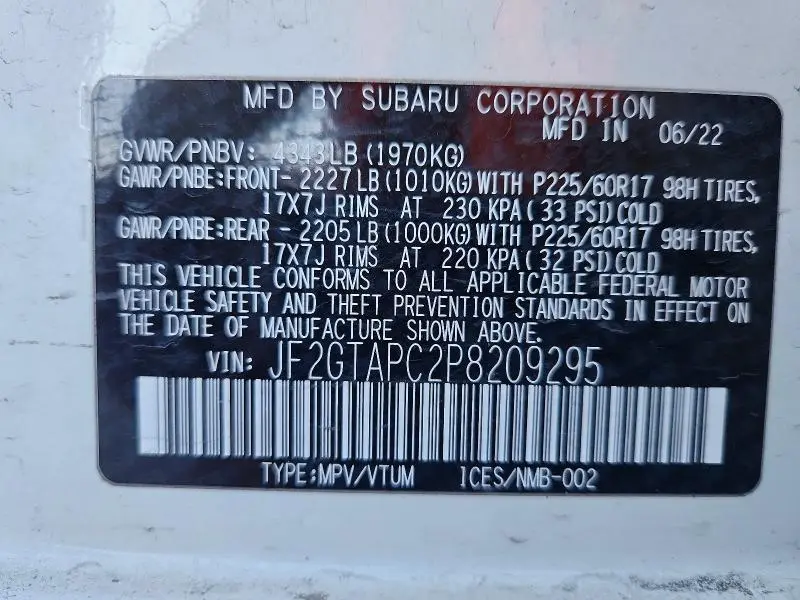 MFD BY SUBARU CORPORATION
MFD IN 06/22
GVWR/PNBV: 4343LB (1970KG)
GAWR/PNBE:FRONT- 2227 LB (1010KG) WITH P225/60R17 98H TIRES,
17X7J RIMS AT 230 KPA (33 PSI) COLD
GAWR/PNBE:REAR - 2205 LB (1000KG) WITH P225/60R17 98H TIRES,
17X7J RIMS AT 220 KPA (32 PSI) COLD
THIS VEHICLE CONFORMS TO ALL APPLICABLE FEDERAL MOTOR
VEHICLE SAFETY AND THEFT PREVENTION STANDARDS IN EFFECT ON
THE DATE OF MANUFACTURE SHOWN ABOVE.
VIN: JF2GTAPC2P8209295
TYPE:MPV/VTUM ICES/NMB-002